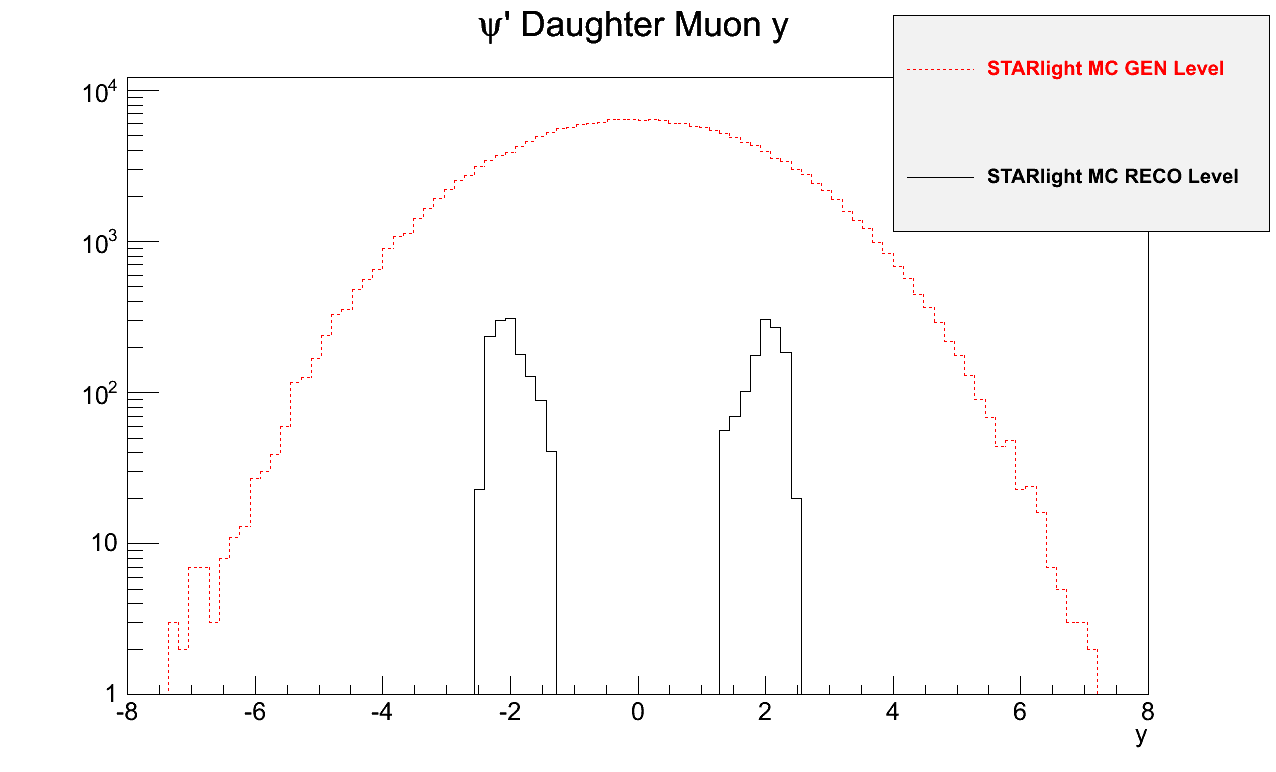 ψ' Daughter Muon y
STARlight MC GEN Level
STARlight MC RECO Level
10⁴
10³
10²
10
1
-8 -6 -4 -2 0 2 4 6 8
y